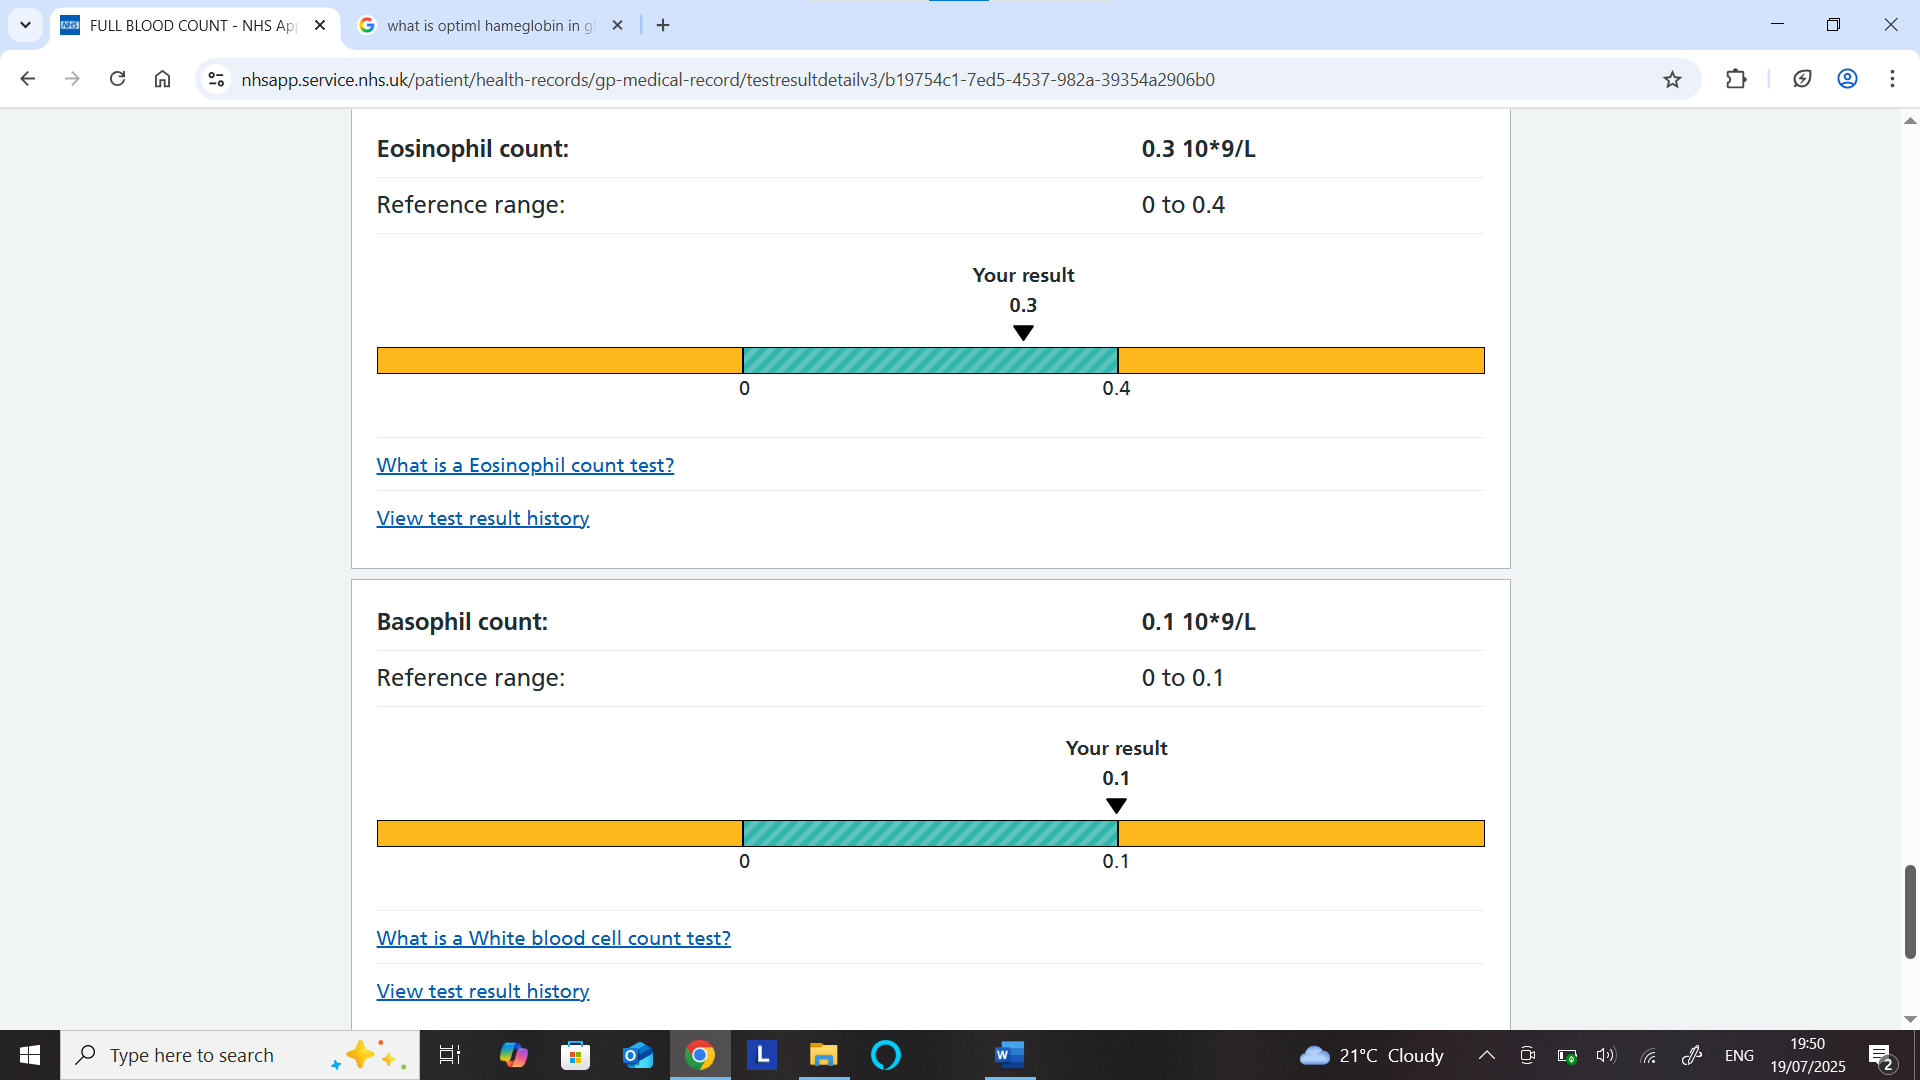 NHS FULL BLOOD COUNT - NHS Ap
what is optiml hameglobin in g
nhsapp.service.nhs.uk/patient/health-records/gp-medical-record/testresultdetailv3/b19754c1-7ed5-4537-982a-39354a2906b0
Eosinophil count: 0.3 10*9/L
Reference range: 0 to 0.4
Your result
0.3
0 0.4
What is a Eosinophil count test?
View test result history
Basophil count: 0.1 10*9/L
Reference range: 0 to 0.1
Your result
0.1
0 0.1
What is a White blood cell count test?
View test result history
Type here to search
L
21°C Cloudy
ENG
19:50
19/07/2025
2